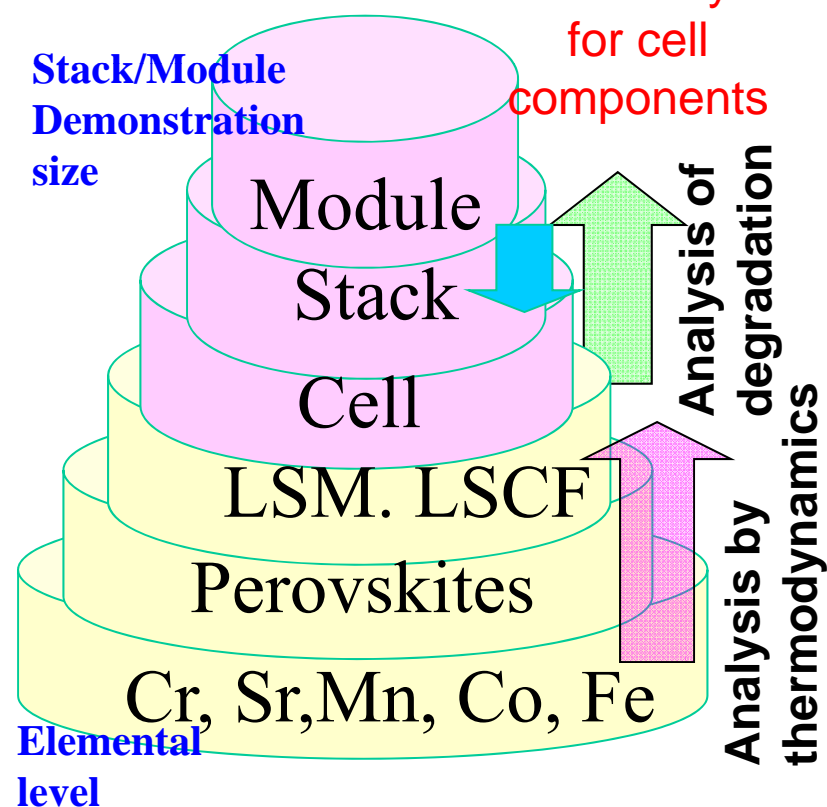 for cell
components
Stack/Module
Demonstration
size
Module
Stack
Cell
LSM. LSCF
Perovskites
Cr, Sr,Mn, Co, Fe
Elemental
level
Analysis of
degradation
Analysis by
thermodynamics